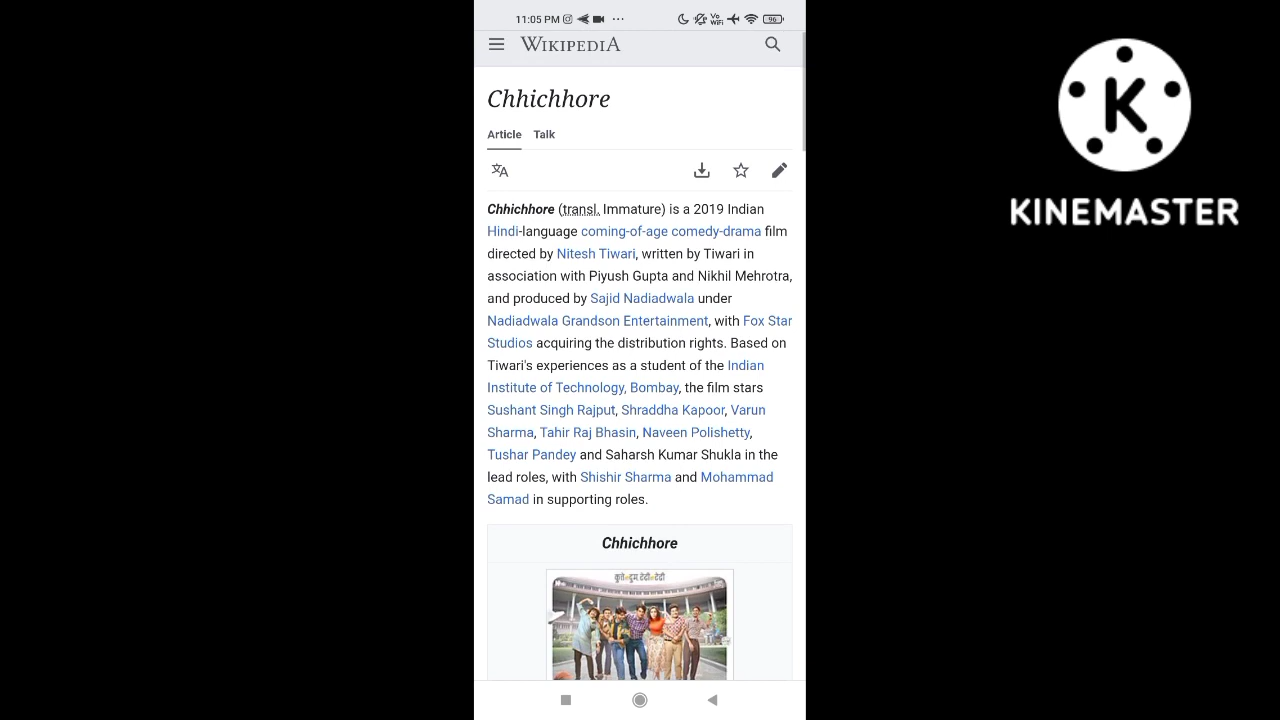 11:05 PM
Vo
WiFi
96
WIKIPEDIA
Chhichhore
Article Talk
Chhichhore (transl. Immature) is a 2019 Indian
Hindi-language coming-of-age comedy-drama film
directed by Nitesh Tiwari, written by Tiwari in
association with Piyush Gupta and Nikhil Mehrotra,
and produced by Sajid Nadiadwala under
Nadiadwala Grandson Entertainment, with Fox Star
Studios acquiring the distribution rights. Based on
Tiwari's experiences as a student of the Indian
Institute of Technology, Bombay, the film stars
Sushant Singh Rajput, Shraddha Kapoor, Varun
Sharma, Tahir Raj Bhasin, Naveen Polishetty,
Tushar Pandey and Saharsh Kumar Shukla in the
lead roles, with Shishir Sharma and Mohammad
Samad in supporting roles.
Chhichhore
K
KINEMASTER